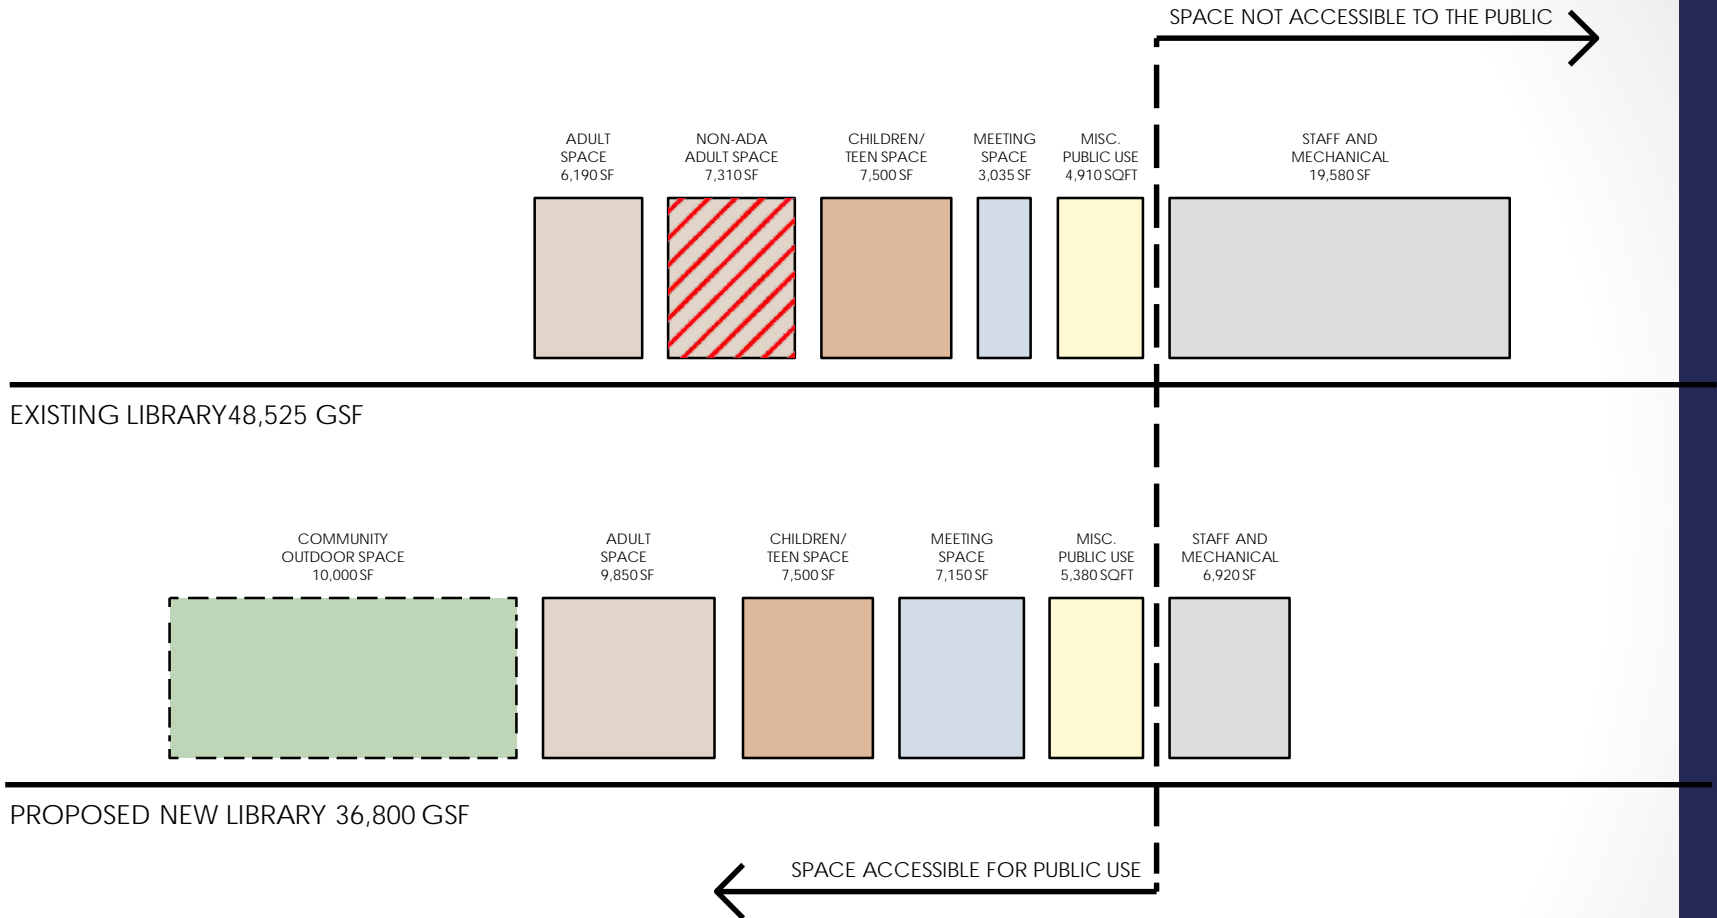 SPACE NOT ACCESSIBLE TO THE PUBLIC
ADULT
SPACE
6,190 SF
NON-ADA
ADULT SPACE
7,310 SF
CHILDREN/
TEEN SPACE
7,500 SF
MEETING
SPACE
3,035 SF
MISC.
PUBLIC USE
4,910 SQFT
STAFF AND
MECHANICAL
19,580 SF
EXISTING LIBRARY48,525 GSF
COMMUNITY
OUTDOOR SPACE
10,000 SF
ADULT
SPACE
9,850 SF
CHILDREN/
TEEN SPACE
7,500 SF
MEETING
SPACE
7,150 SF
MISC.
PUBLIC USE
5,380 SQFT
STAFF AND
MECHANICAL
6,920 SF
PROPOSED NEW LIBRARY 36,800 GSF
SPACE ACCESSIBLE FOR PUBLIC USE